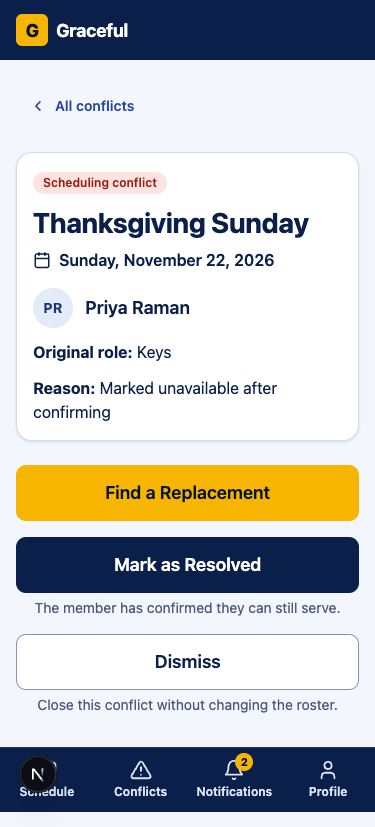 G Graceful
All conflicts
Scheduling conflict
Thanksgiving Sunday
Sunday, November 22, 2026
PR Priya Raman
Original role: Keys
Reason: Marked unavailable after
confirming
Find a Replacement
Mark as Resolved
The member has confirmed they can still serve.
Dismiss
Close this conflict without changing the roster.
N 2
Schedule Conflicts Notifications Profile